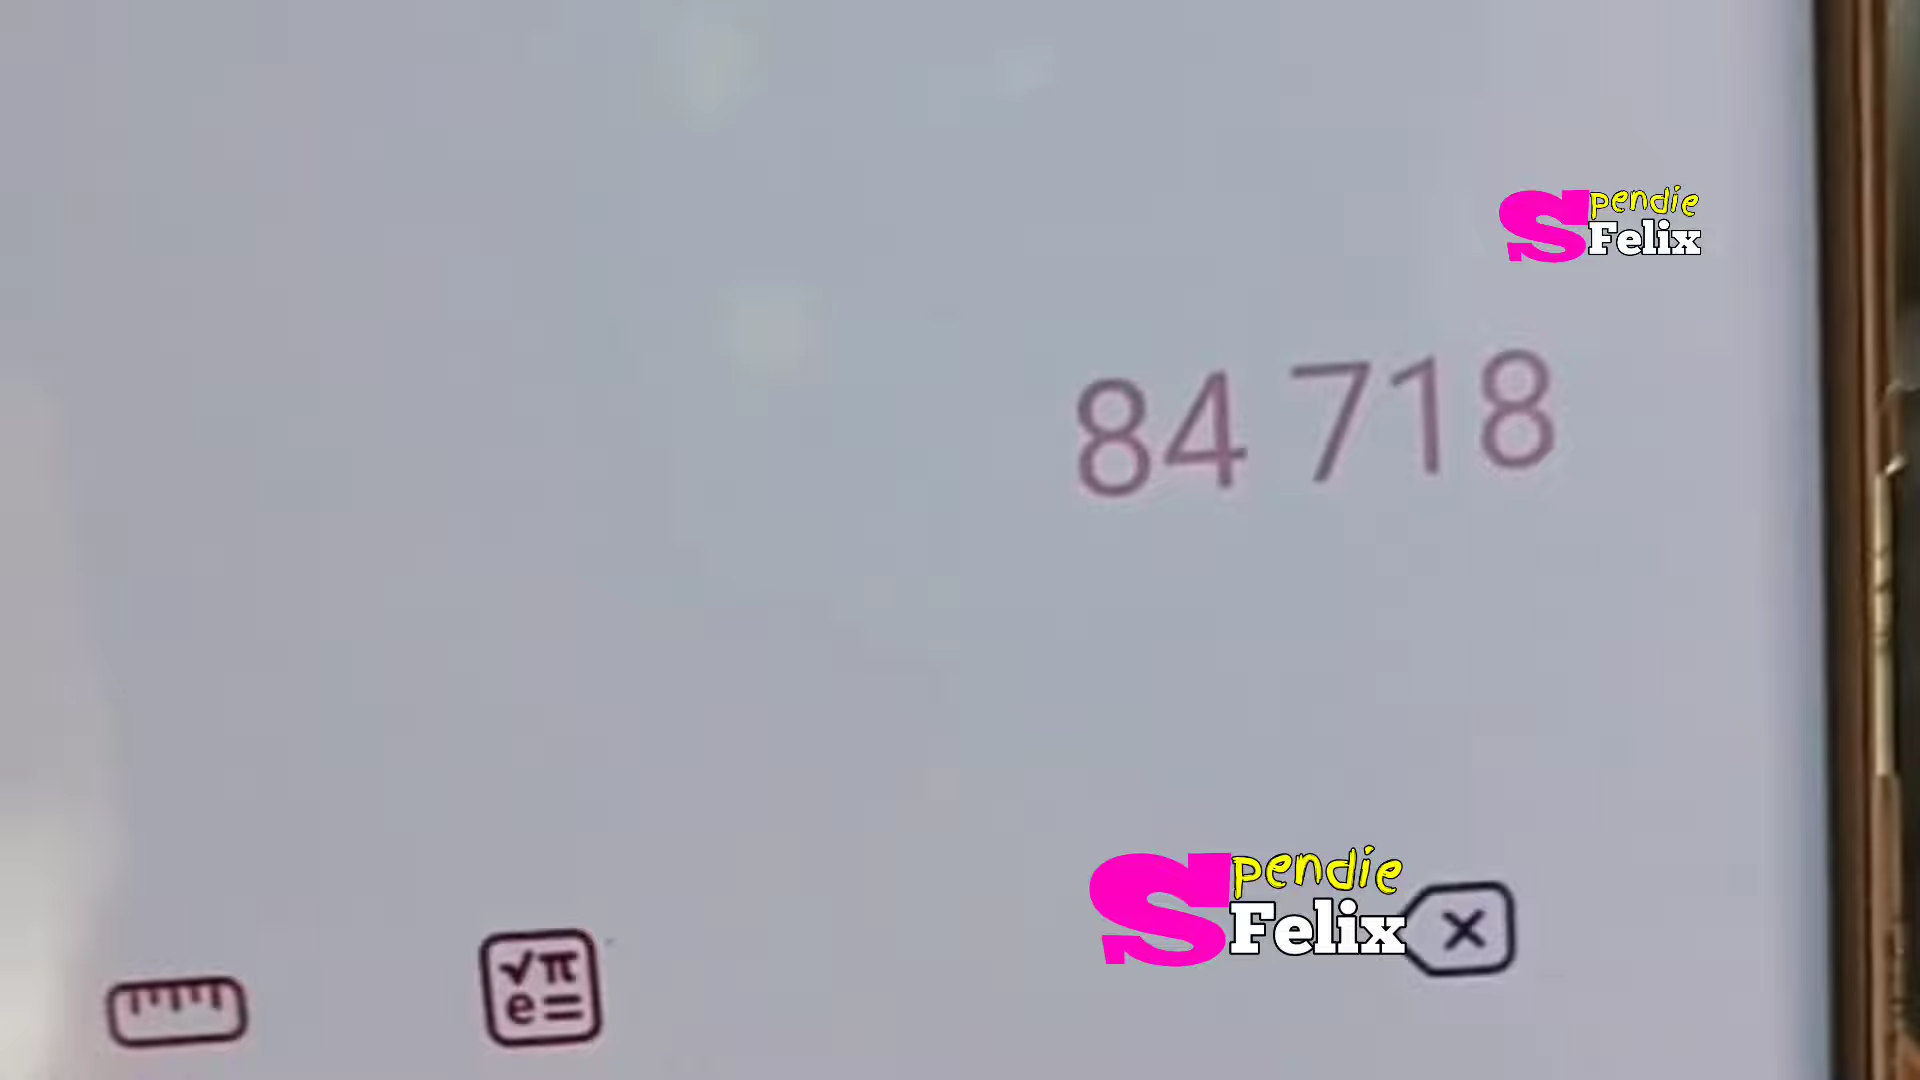 Spendie
Felix
84 718
Spendie
Felix
√π
e=